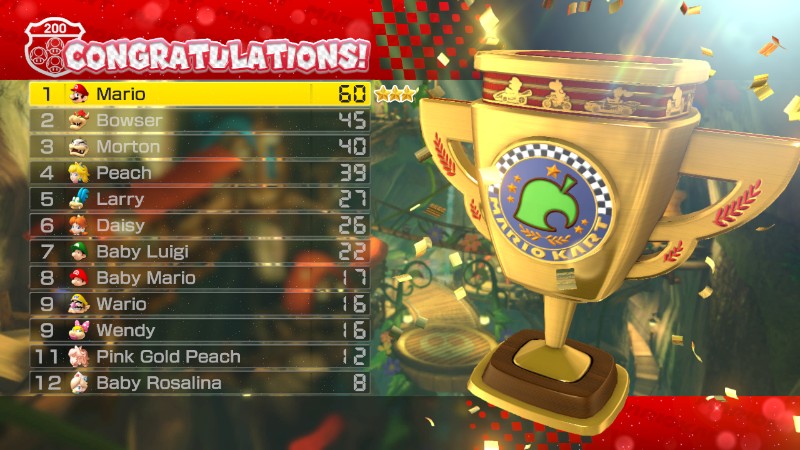 200
CONGRATULATIONS!
1 Mario 60
2 Bowser 45
3 Morton 40
4 Peach 39
5 Larry 27
6 Daisy 26
7 Baby Luigi 22
8 Baby Mario 17
9 Wario 16
9 Wendy 16
11 Pink Gold Peach 12
12 Baby Rosalina 8
MARIO KART